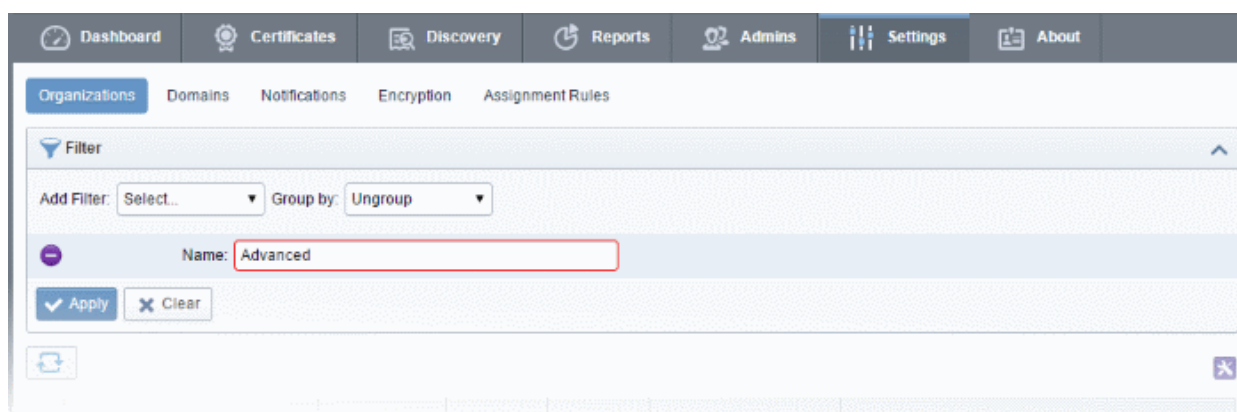 Dashboard Certificates Discovery Reports Admins Settings About
Organizations Domains Notifications Encryption Assignment Rules
Filter
Add Filter: Select... Group by: Ungroup
Name: Advanced
Apply Clear